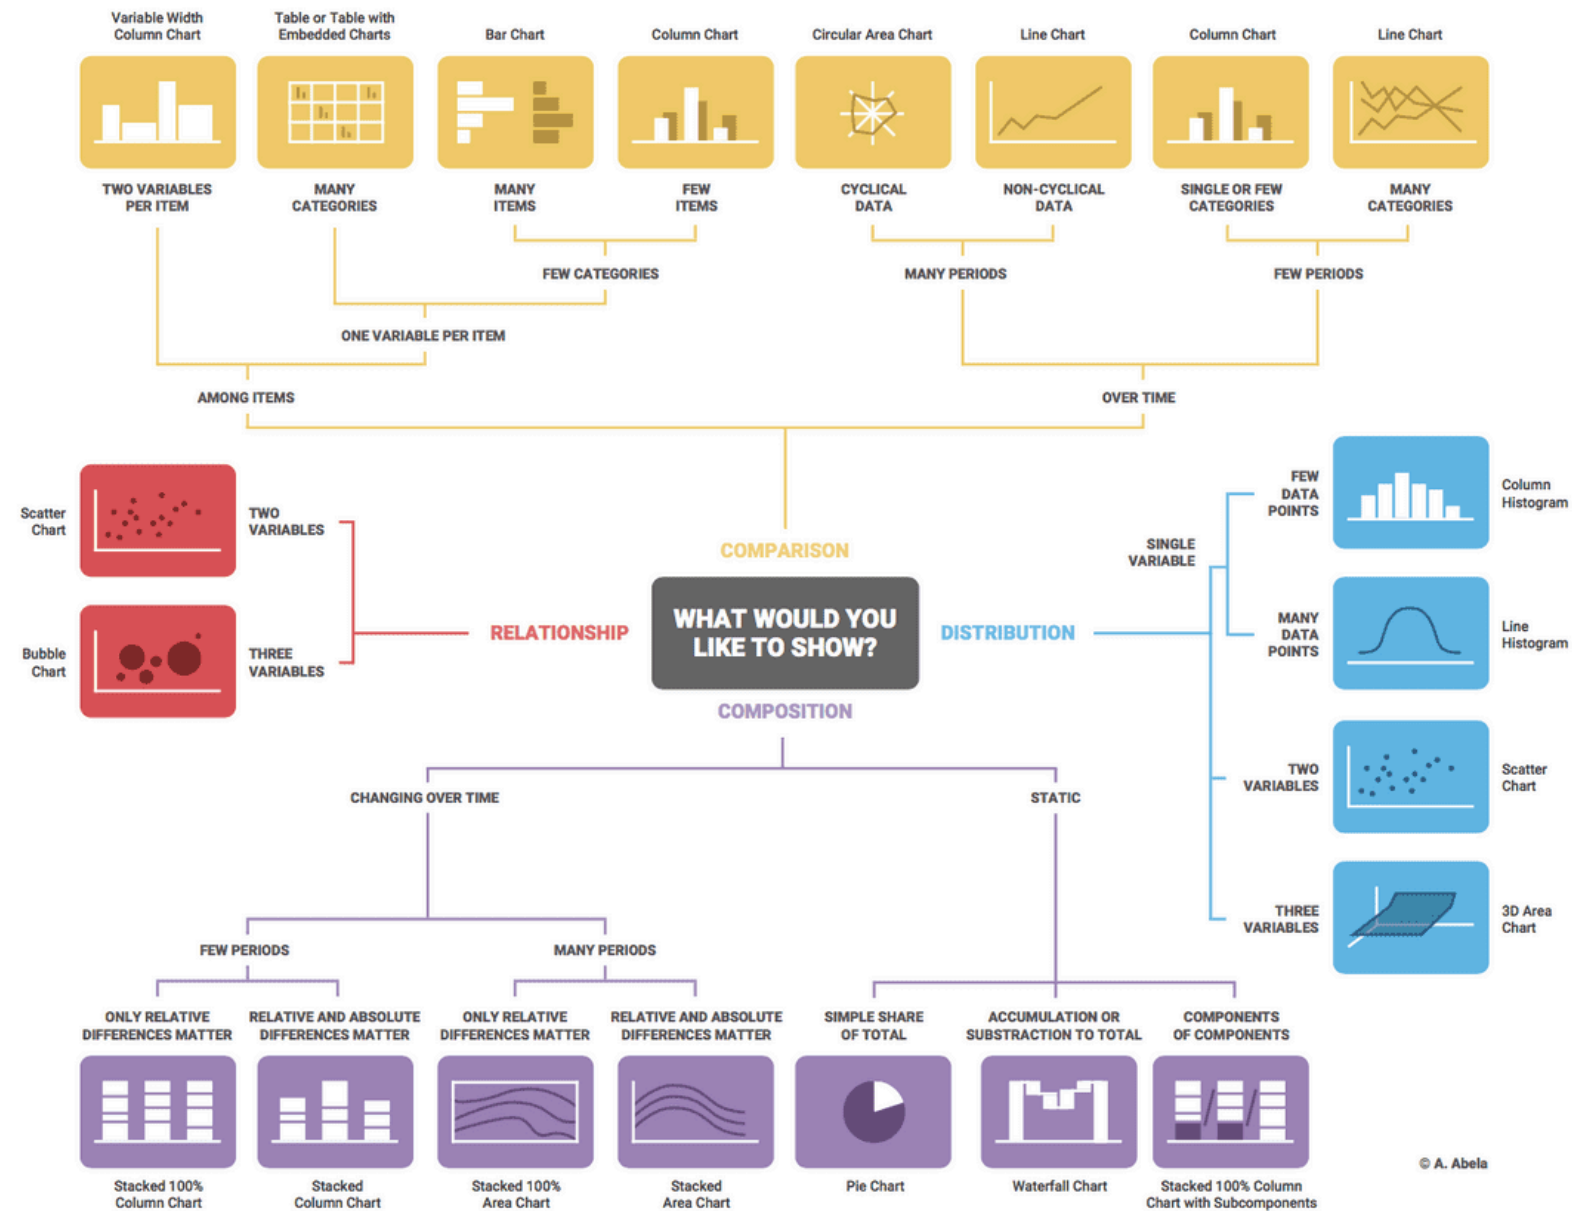 Variable Width
Column Chart
Table or Table with
Embedded Charts
Bar Chart
Column Chart
Circular Area Chart
Line Chart
Column Chart
Line Chart
TWO VARIABLES
PER ITEM
MANY
CATEGORIES
MANY
ITEMS
FEW
ITEMS
CYCLICAL
DATA
NON-CYCLICAL
DATA
SINGLE OR FEW
CATEGORIES
MANY
CATEGORIES
FEW CATEGORIES
MANY PERIODS
FEW PERIODS
ONE VARIABLE PER ITEM
AMONG ITEMS
OVER TIME
Scatter
Chart
TWO
VARIABLES
Bubble
Chart
THREE
VARIABLES
RELATIONSHIP
COMPARISON
WHAT WOULD YOU
LIKE TO SHOW?
DISTRIBUTION
SINGLE
VARIABLE
FEW
DATA
POINTS
Column
Histogram
MANY
DATA
POINTS
Line
Histogram
TWO
VARIABLES
Scatter
Chart
THREE
VARIABLES
3D Area
Chart
COMPOSITION
CHANGING OVER TIME
STATIC
FEW PERIODS
MANY PERIODS
ONLY RELATIVE
DIFFERENCES MATTER
RELATIVE AND ABSOLUTE
DIFFERENCES MATTER
ONLY RELATIVE
DIFFERENCES MATTER
RELATIVE AND ABSOLUTE
DIFFERENCES MATTER
SIMPLE SHARE
OF TOTAL
ACCUMULATION OR
SUBSTRACTION TO TOTAL
COMPONENTS
OF COMPONENTS
Stacked 100%
Column Chart
Stacked
Column Chart
Stacked 100%
Area Chart
Stacked
Area Chart
Pie Chart
Waterfall Chart
Stacked 100% Column
Chart with Subcomponents
© A. Abela